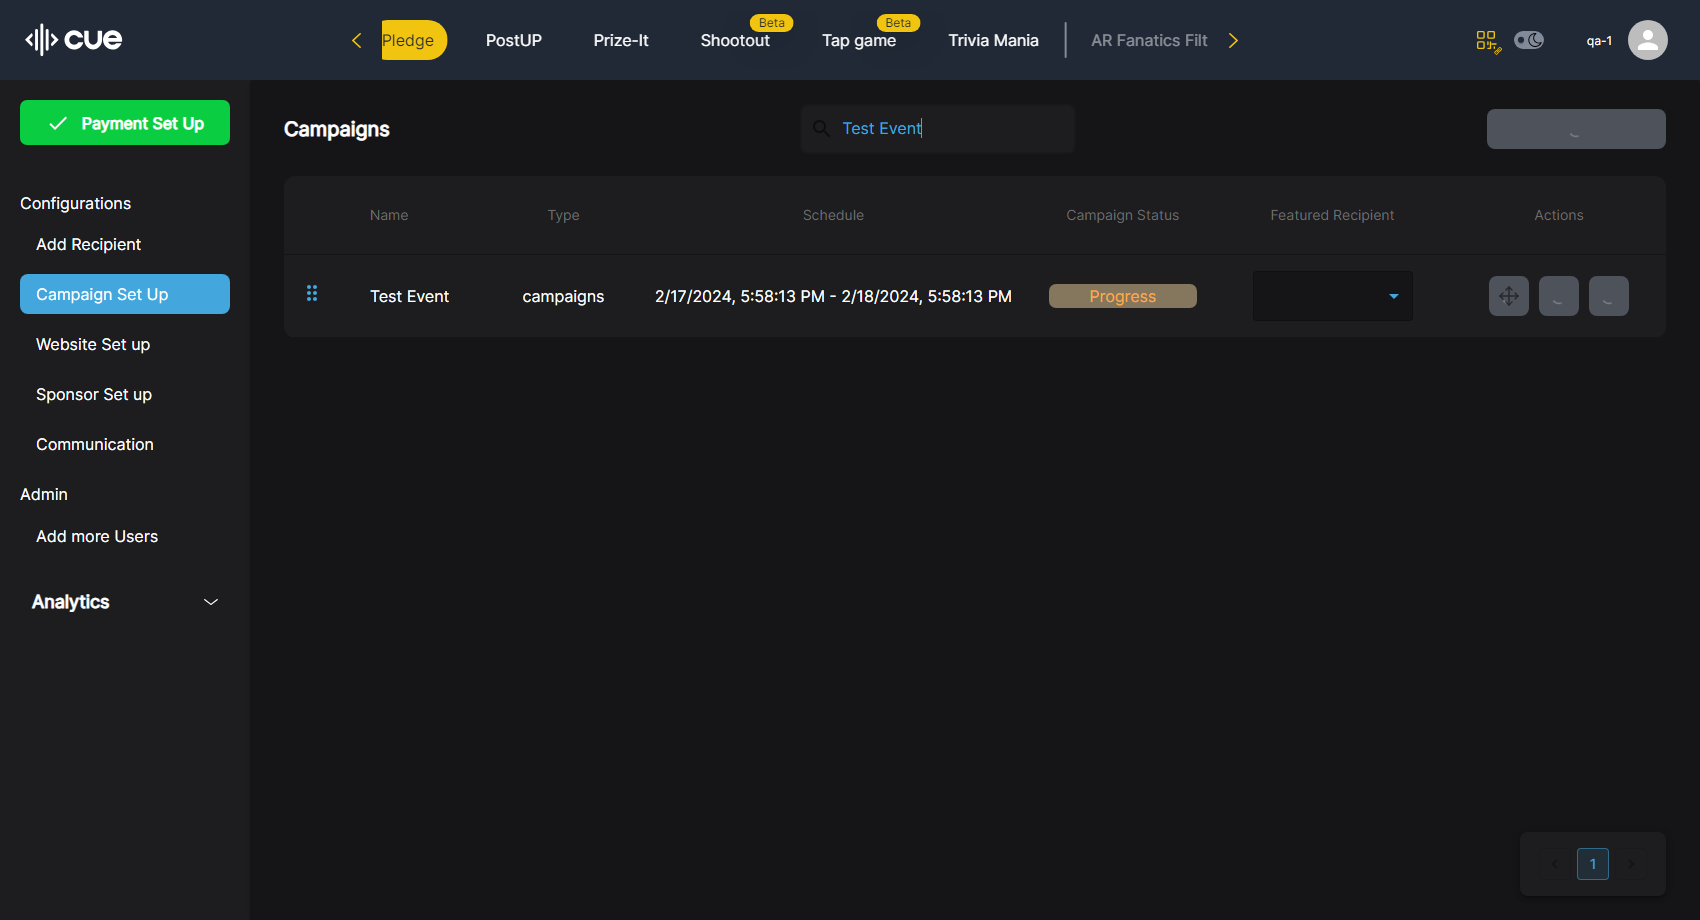 cue
Pledge
PostUP
Prize-It
Shootout
Beta
Tap game
Beta
Trivia Mania
AR Fanatics Filt
qa-1
Payment Set Up
Configurations
Add Recipient
Campaign Set Up
Website Set up
Sponsor Set up
Communication
Admin
Add more Users
Analytics
Campaigns
Test Event
Name Type Schedule Campaign Status Featured Recipient Actions
Test Event campaigns 2/17/2024, 5:58:13 PM - 2/18/2024, 5:58:13 PM Progress
1